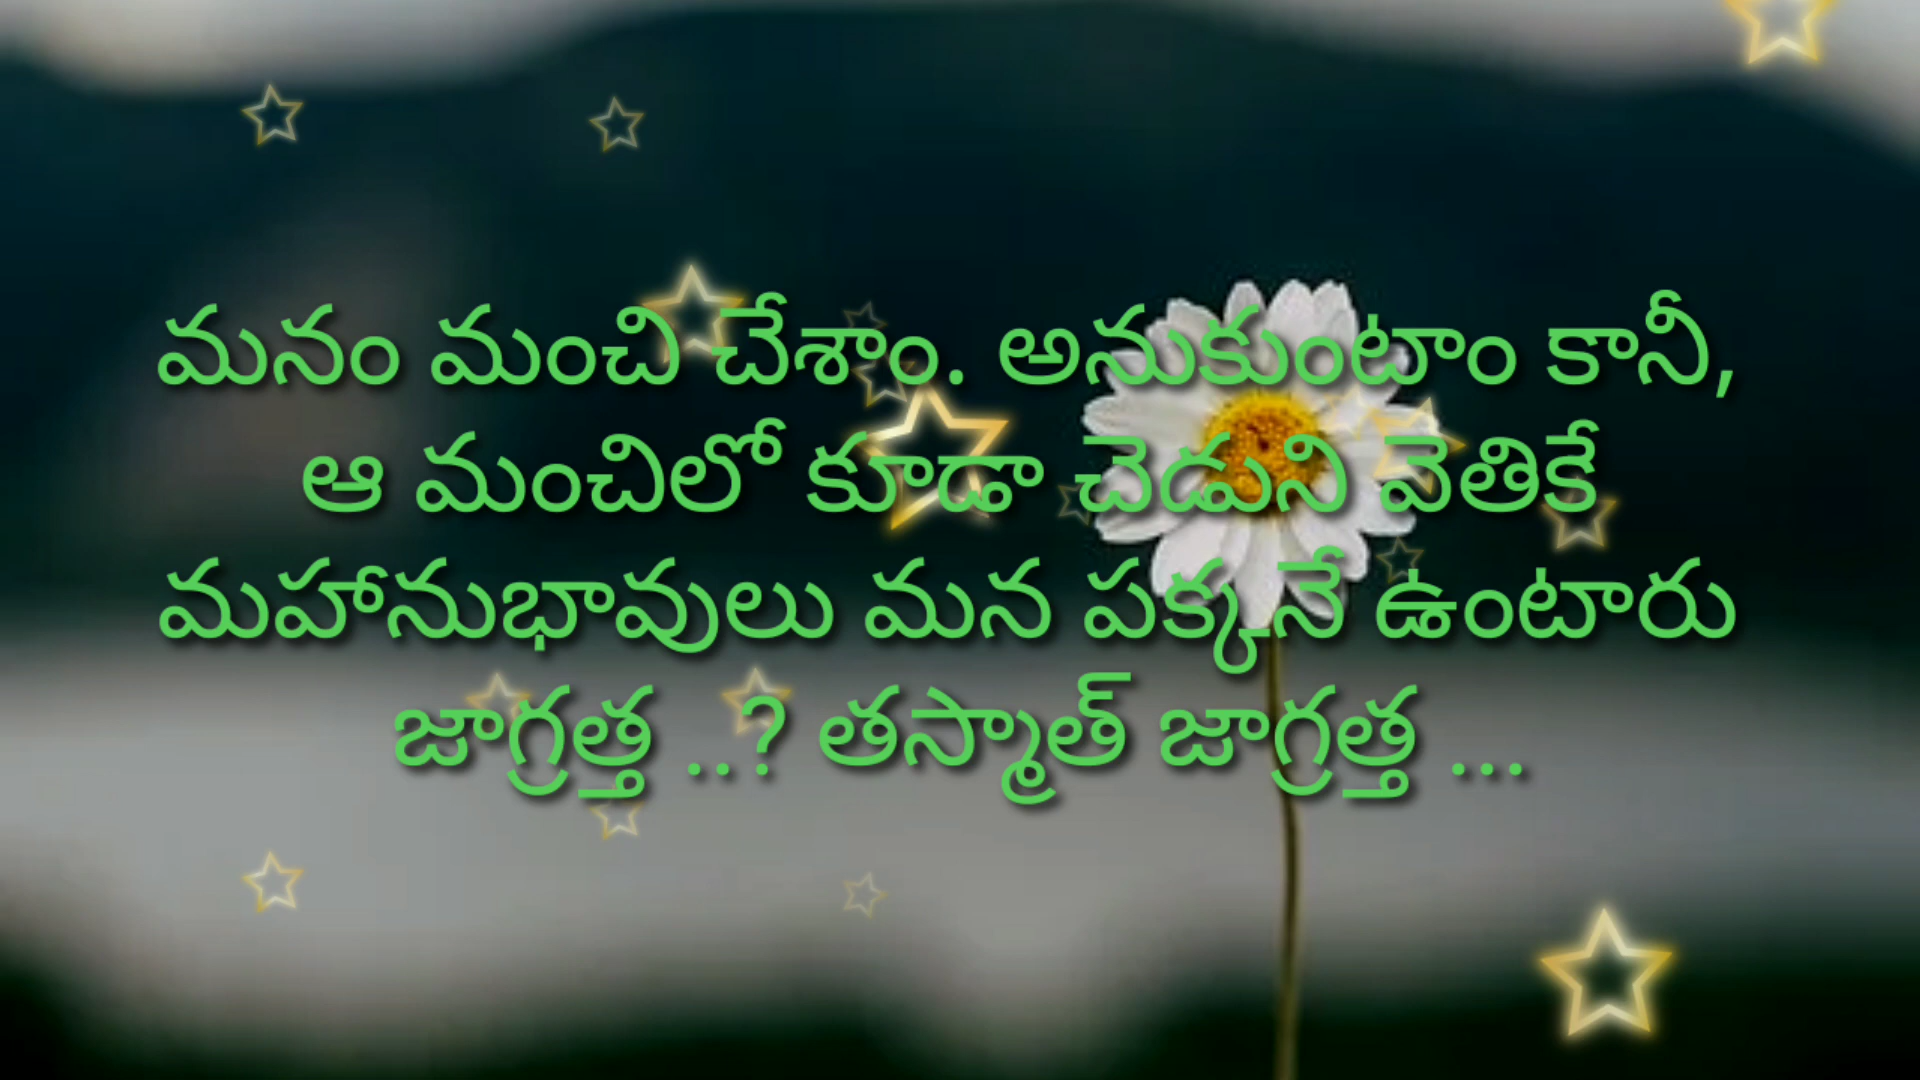 మనం మంచి చేశాం. అనుకుంటాం కానీ,
ఆ మంచిలో కూడా చెడుని వెతికే
మహానుభావులు మన పక్కనే ఉంటారు
జాగ్రత్త ..? తస్మాత్ జాగ్రత్త ...